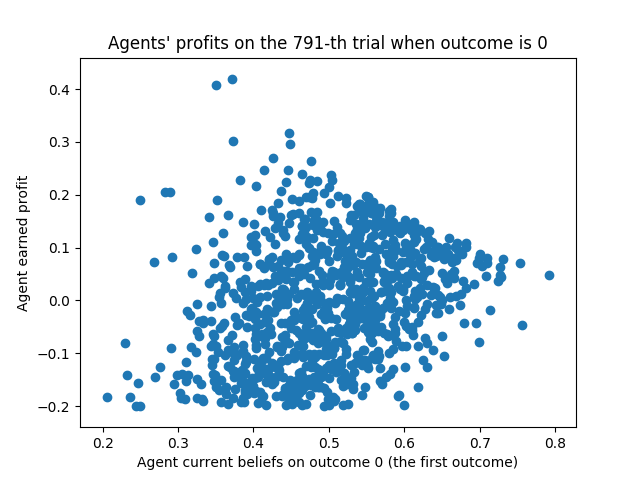 Agents' profits on the 791-th trial when outcome is 0
0.4
0.3
0.2
0.1
0.0
−0.1
−0.2
Agent earned profit
0.2 0.3 0.4 0.5 0.6 0.7 0.8
Agent current beliefs on outcome 0 (the first outcome)